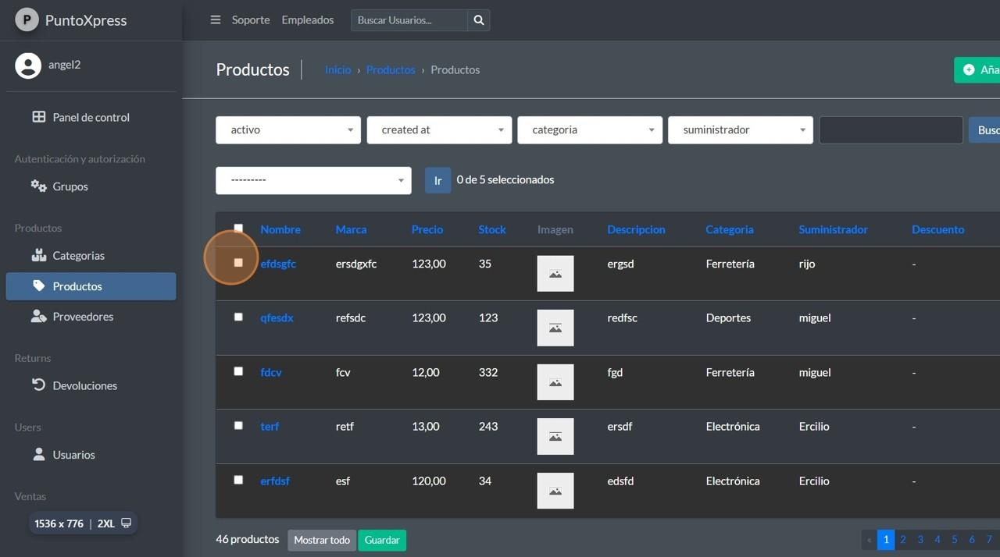 P PuntoXpress
Soporte Empleados Buscar Usuarios...
angel2
Productos Inicio › Productos › Productos Aña
Panel de control
activo created at categoria suministrador Busc
Autenticación y autorización
Grupos
--------- Ir 0 de 5 seleccionados
Productos
Categorias
Productos
Proveedores
Returns
Devoluciones
Users
Usuarios
Ventas
1536 x 776 | 2XL
Nombre Marca Precio Stock Imagen Descripcion Categoria Suministrador Descuento
efdsgfc ersdgxfc 123,00 35 ergsd Ferretería rijo -
qfesdx refsdc 123,00 123 redfsc Deportes miguel -
fdcv fcv 12,00 332 fgd Ferretería miguel -
terf retf 13,00 243 ersdf Electrónica Ercilio -
erfdsf esf 120,00 34 edsfd Electrónica Ercilio -
46 productos Mostrar todo Guardar « 1 2 3 4 5 6 7